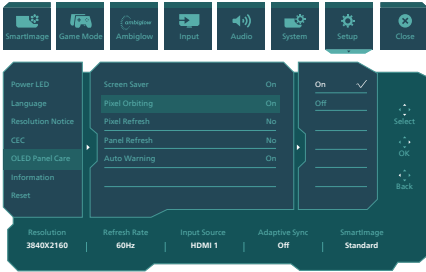 SmartImage
Game Mode
ambiglow
Ambiglow
Input
Audio
System
Setup
Close
Power LED
Language
Resolution Notice
CEC
OLED Panel Care
Information
Reset
Screen Saver On
Pixel Orbiting On
Pixel Refresh No
Panel Refresh No
Auto Warning On
On
Off
Select
OK
Back
Resolution Refresh Rate Input Source Adaptive Sync SmartImage
3840X2160 60Hz HDMI 1 Off Standard